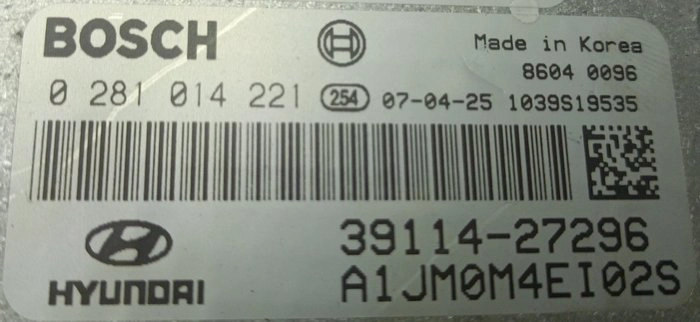 BOSCH
Made in Korea
8604 0096
0 281 014 221 254 07-04-25 1039S19535
39114-27296
HYUNDAI A1JM0M4EI02S